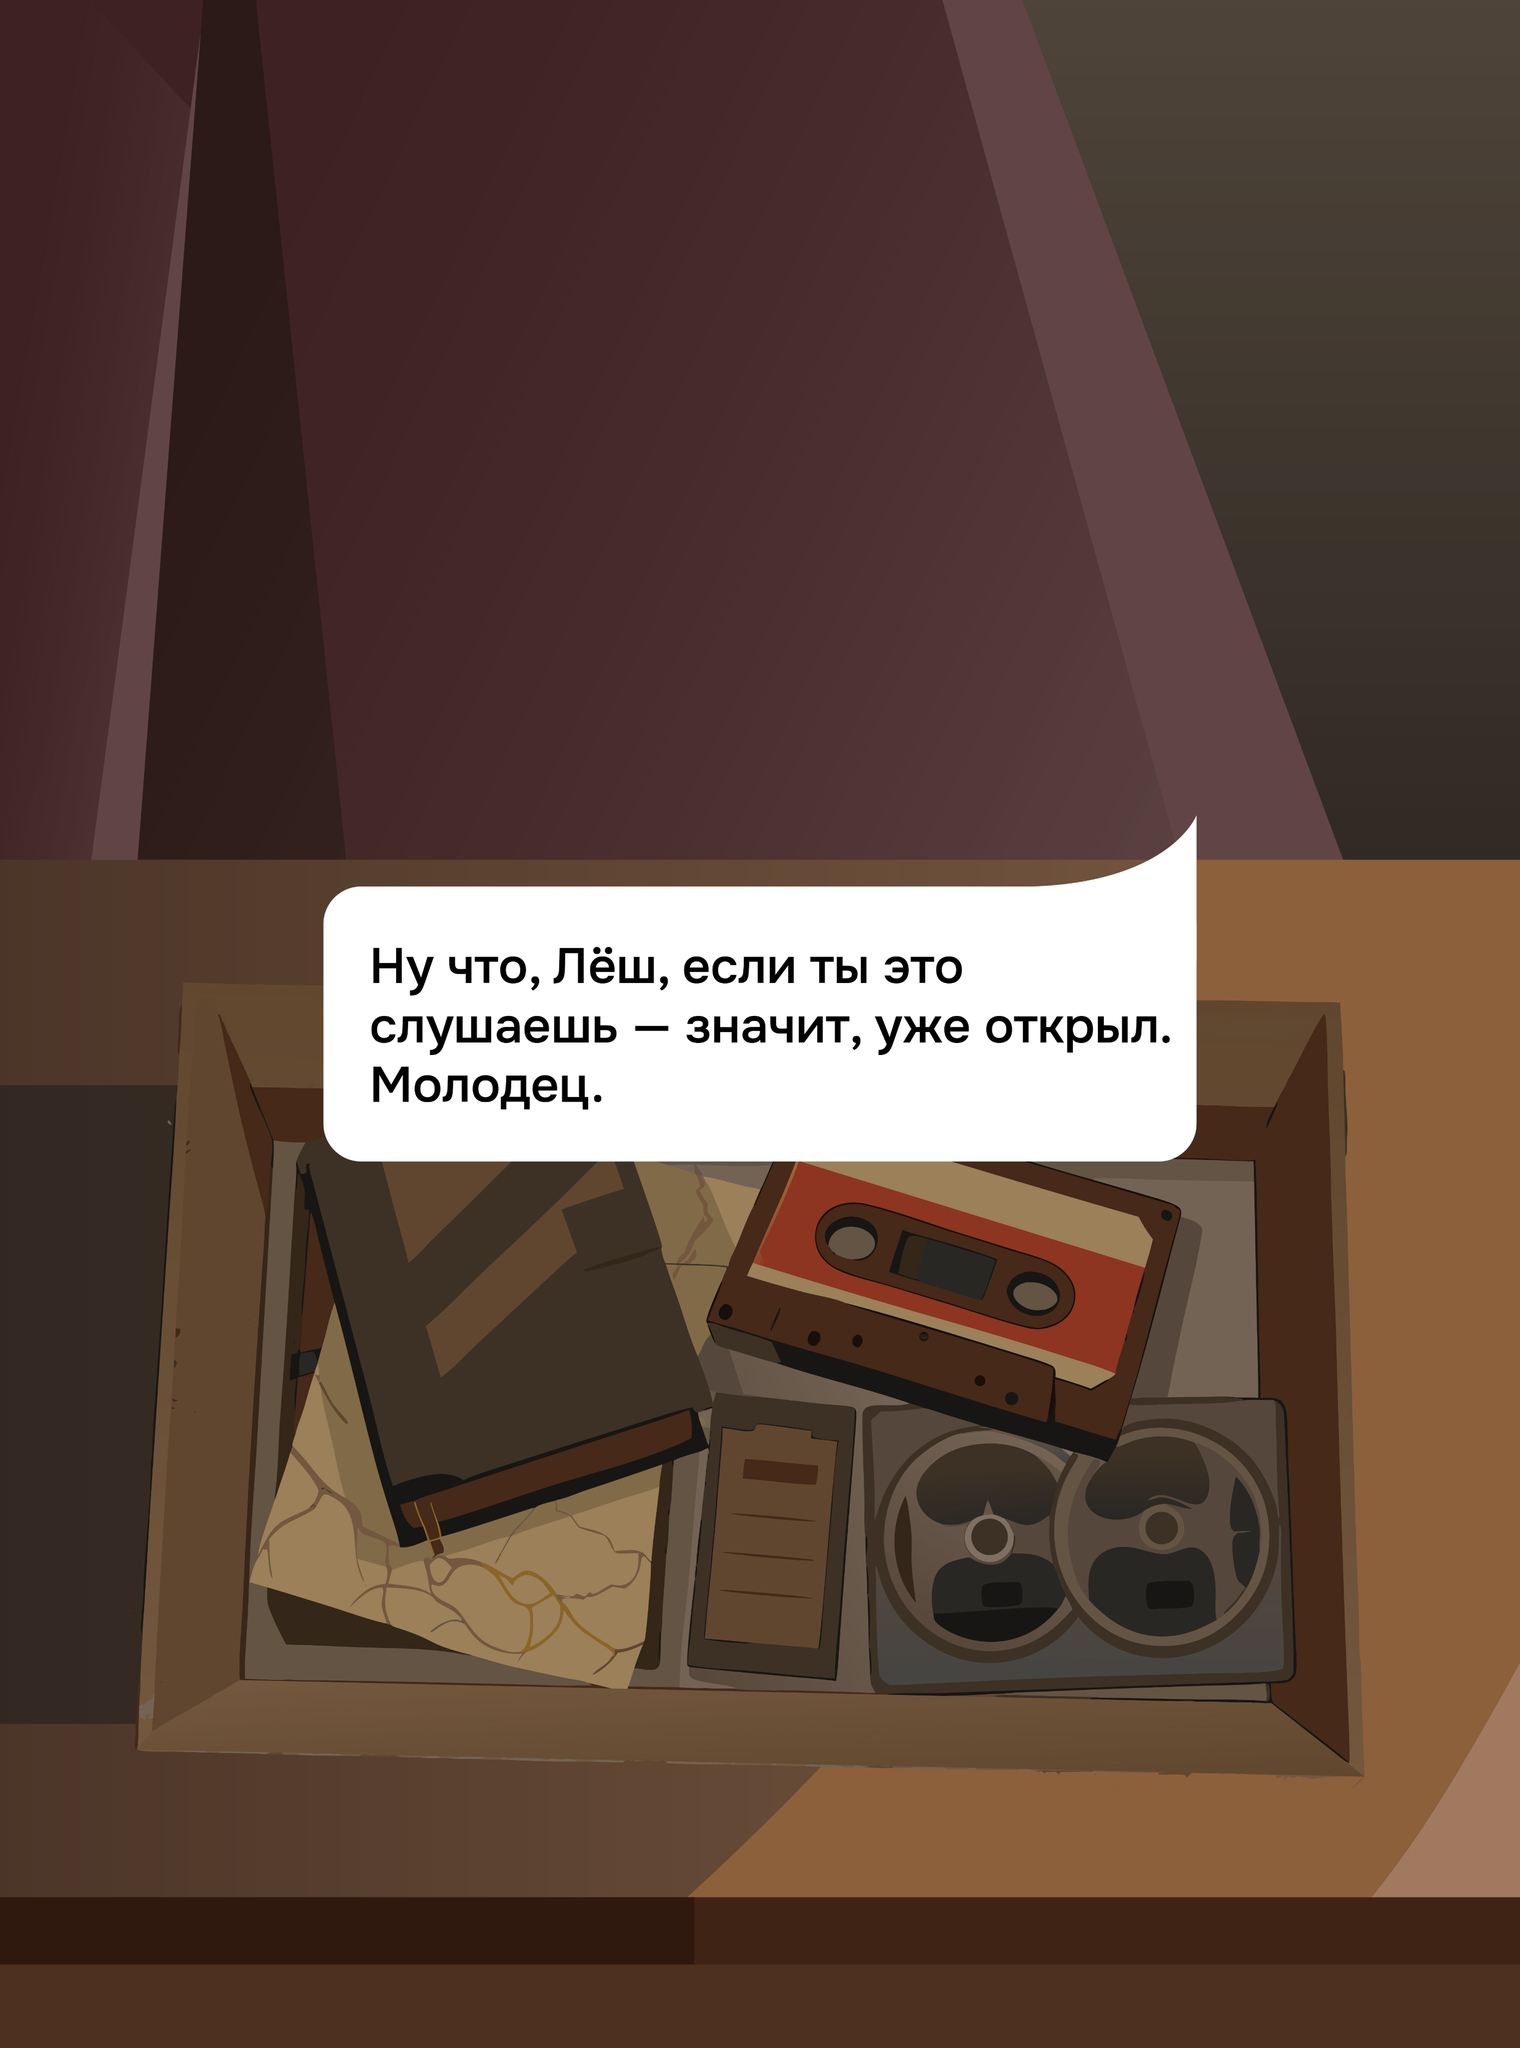 Ну что, Лёш, если ты это
слушаешь — значит, уже открыл.
Молодец.